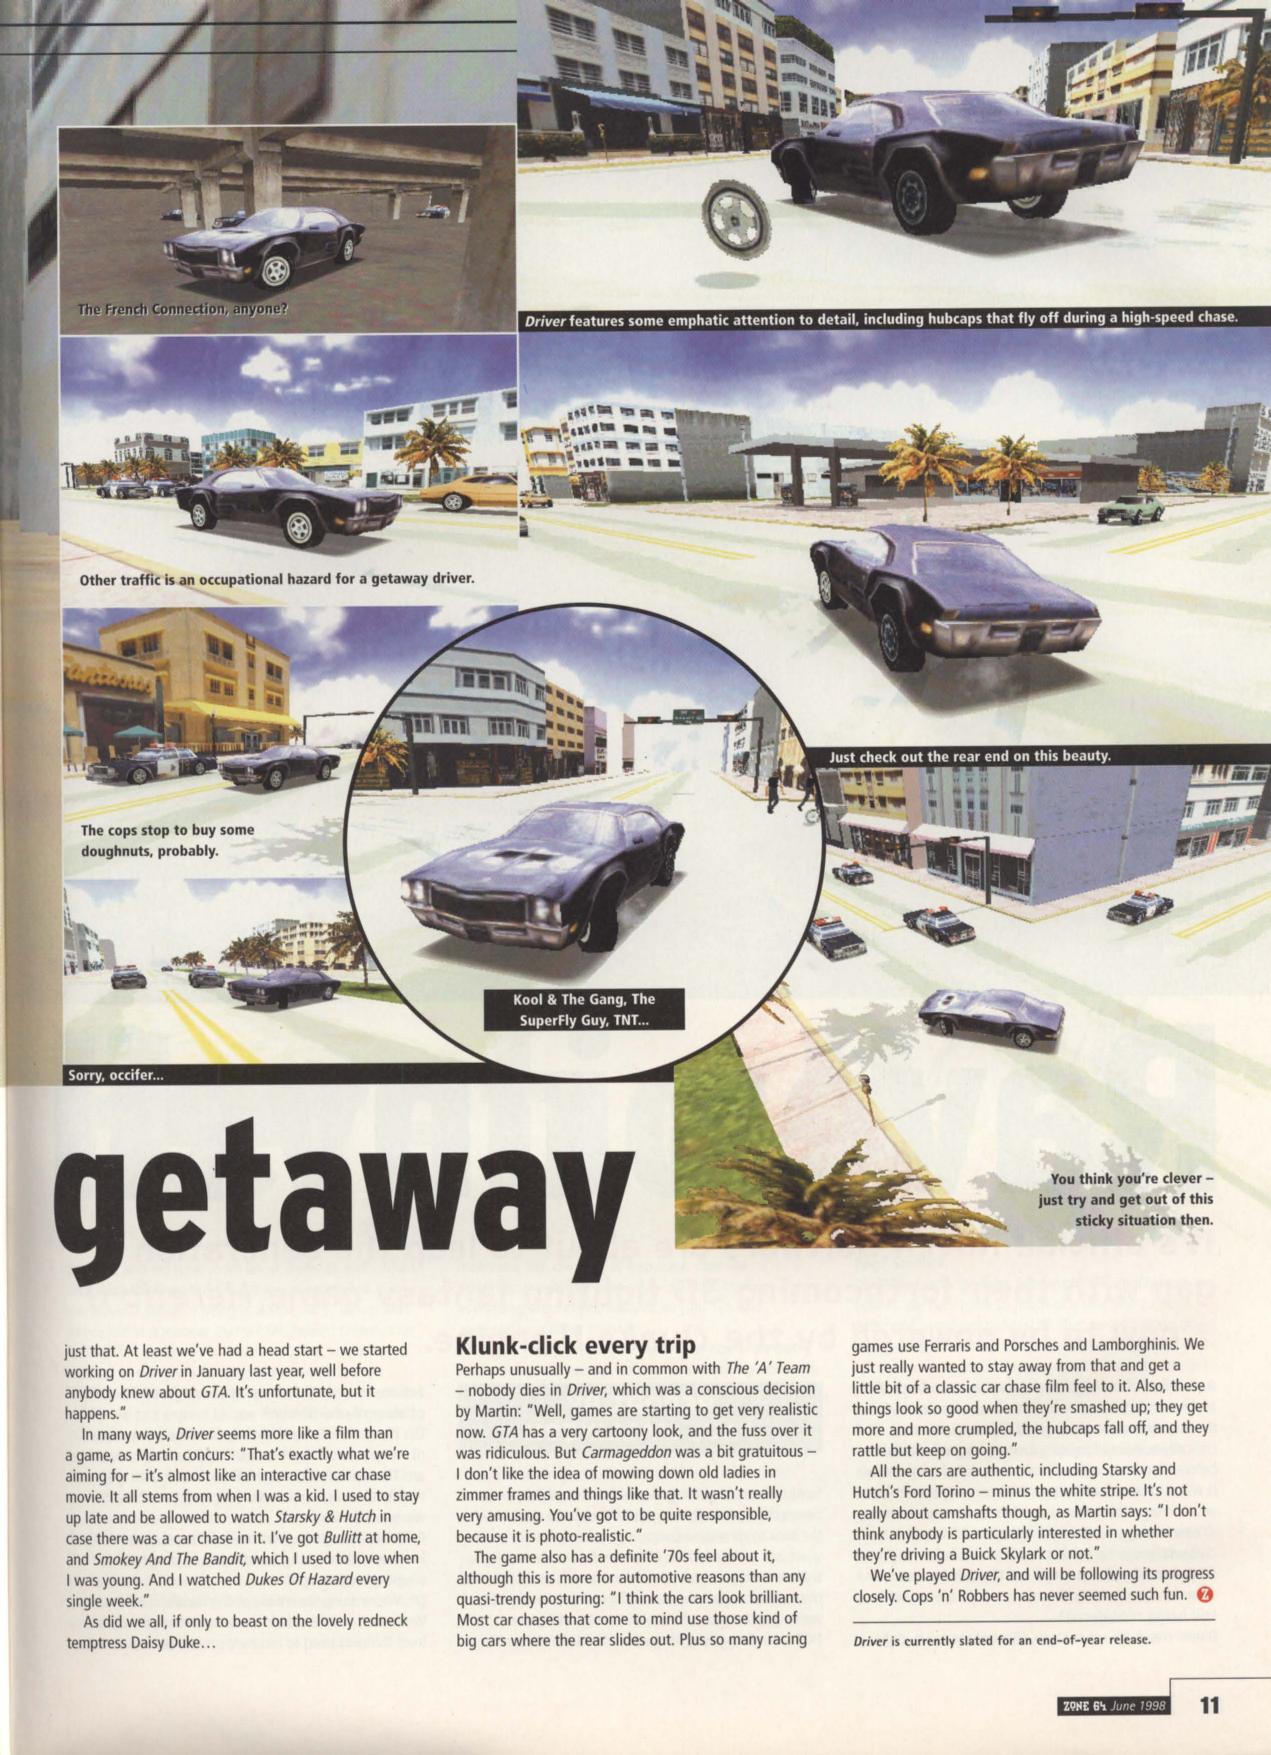 The French Connection, anyone?
Driver features some emphatic attention to detail, including hubcaps that fly off during a high-speed chase.
Other traffic is an occupational hazard for a getaway driver.
Just check out the rear end on this beauty.
The cops stop to buy some
doughnuts, probably.
Kool & The Gang, The
SuperFly Guy, TNT...
Sorry, occifer...
You think you're clever –
just try and get out of this
sticky situation then.
getaway
just that. At least we've had a head start – we started
working on Driver in January last year, well before
anybody knew about GTA. It's unfortunate, but it
happens."
In many ways, Driver seems more like a film than
a game, as Martin concurs: "That's exactly what we're
aiming for – it's almost like an interactive car chase
movie. It all stems from when I was a kid. I used to stay
up late and be allowed to watch Starsky & Hutch in
case there was a car chase in it. I've got Bullitt at home,
and Smokey And The Bandit, which I used to love when
I was young. And I watched Dukes Of Hazard every
single week."
As did we all, if only to beast on the lovely redneck
temptress Daisy Duke...
Klunk-click every trip
Perhaps unusually – and in common with The 'A' Team
– nobody dies in Driver, which was a conscious decision
by Martin: "Well, games are starting to get very realistic
now. GTA has a very cartoony look, and the fuss over it
was ridiculous. But Carmageddon was a bit gratuitous –
I don't like the idea of mowing down old ladies in
zimmer frames and things like that. It wasn't really
very amusing. You've got to be quite responsible,
because it is photo-realistic."
The game also has a definite '70s feel about it,
although this is more for automotive reasons than any
quasi-trendy posturing: "I think the cars look brilliant.
Most car chases that come to mind use those kind of
big cars where the rear slides out. Plus so many racing
games use Ferraris and Porsches and Lamborghinis. We
just really wanted to stay away from that and get a
little bit of a classic car chase film feel to it. Also, these
things look so good when they're smashed up; they get
more and more crumpled, the hubcaps fall off, and they
rattle but keep on going."
All the cars are authentic, including Starsky and
Hutch's Ford Torino – minus the white stripe. It's not
really about camshafts though, as Martin says: "I don't
think anybody is particularly interested in whether
they're driving a Buick Skylark or not."
We've played Driver, and will be following its progress
closely. Cops 'n' Robbers has never seemed such fun. Z
Driver is currently slated for an end-of-year release.
ZONE 64 June 1998 11